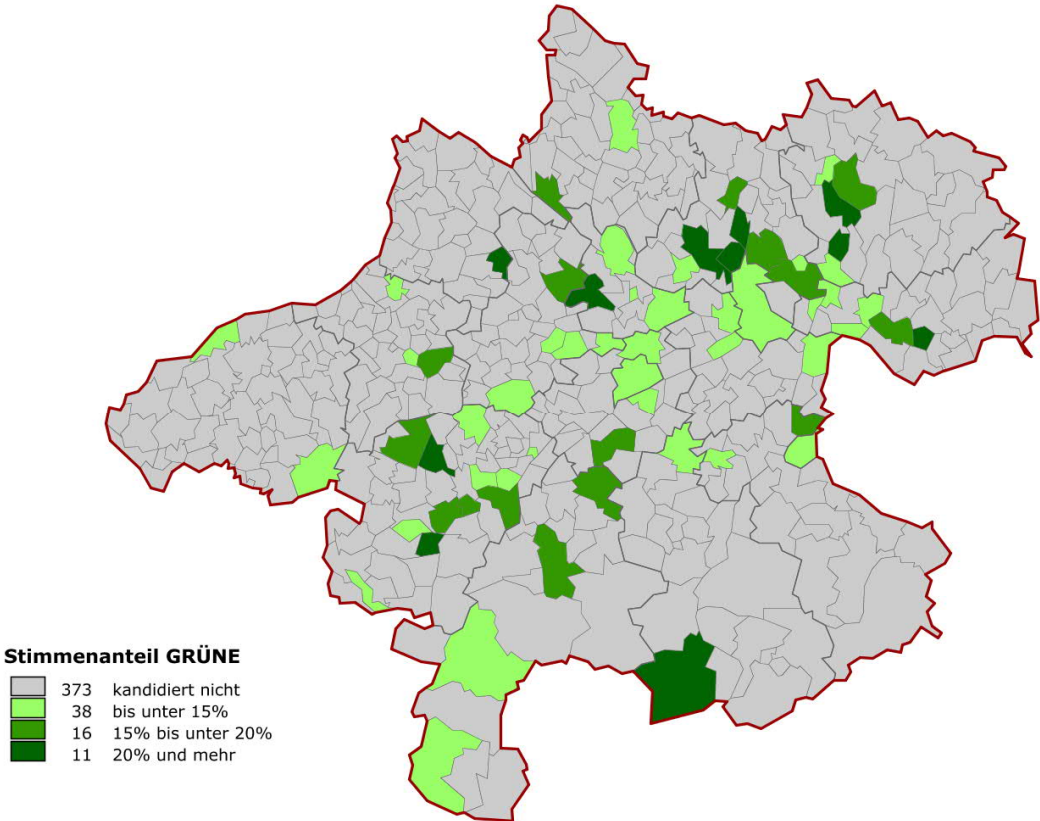 Stimmenanteil GRÜNE
373 kandidiert nicht
38 bis unter 15%
16 15% bis unter 20%
11 20% und mehr